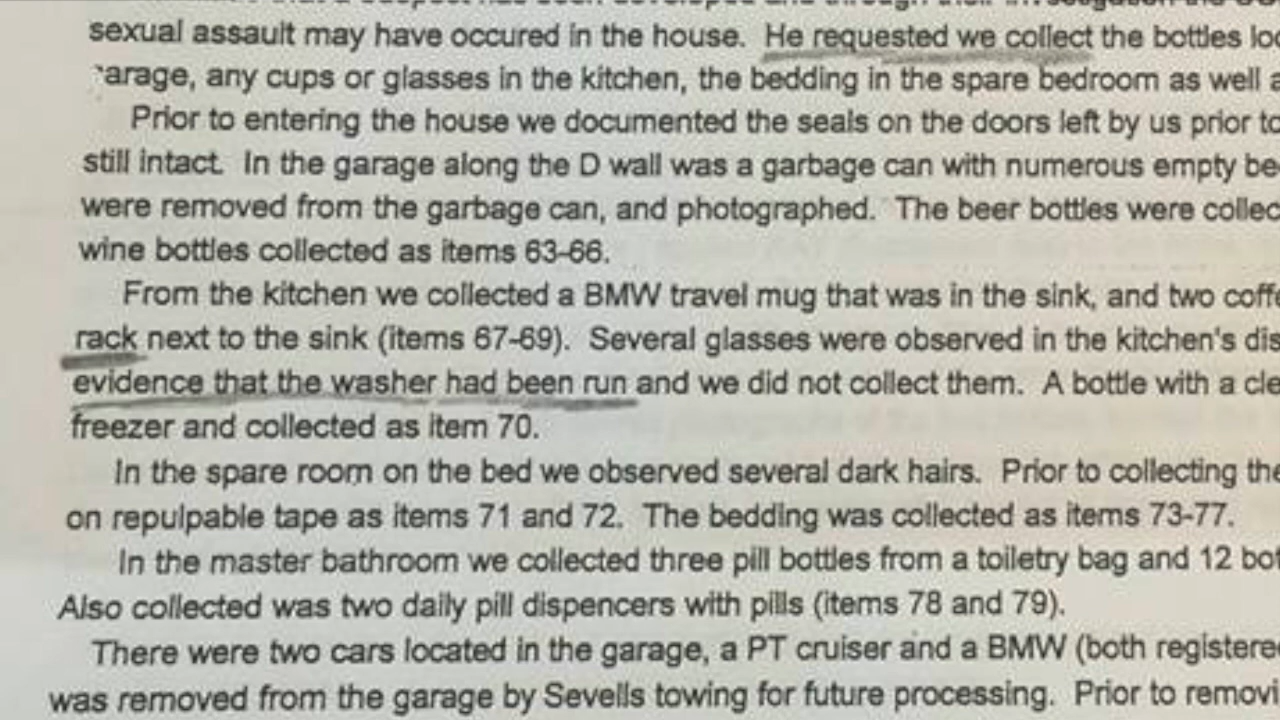 sexual assault may have occured in the house. He requested we collect the bottles loc
arage, any cups or glasses in the kitchen, the bedding in the spare bedroom as well a
Prior to entering the house we documented the seals on the doors left by us prior to
still intact. In the garage along the D wall was a garbage can with numerous empty be
were removed from the garbage can, and photographed. The beer bottles were collec
wine bottles collected as items 63-66.
From the kitchen we collected a BMW travel mug that was in the sink, and two coffe
rack next to the sink (items 67-69). Several glasses were observed in the kitchen's dis
evidence that the washer had been run and we did not collect them. A bottle with a cle
freezer and collected as item 70.
In the spare room on the bed we observed several dark hairs. Prior to collecting the
on repulpable tape as items 71 and 72. The bedding was collected as items 73-77.
In the master bathroom we collected three pill bottles from a toiletry bag and 12 bot
Also collected was two daily pill dispencers with pills (items 78 and 79).
There were two cars located in the garage, a PT cruiser and a BMW (both registere
was removed from the garage by Sevells towing for future processing. Prior to removi